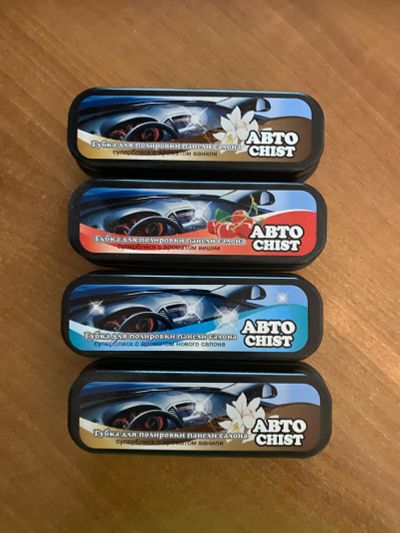 Губка для полировки панели салона
суперблеск с ароматом ванили
АВТО
CHIST
Губка для полировки панели салона
суперблеск с ароматом вишни
АВТО
CHIST
Губка для полировки панели салона
суперблеск с ароматом нового салона
АВТО
CHIST
Губка для полировки панели салона
суперблеск с ароматом ванили
АВТО
CHIST